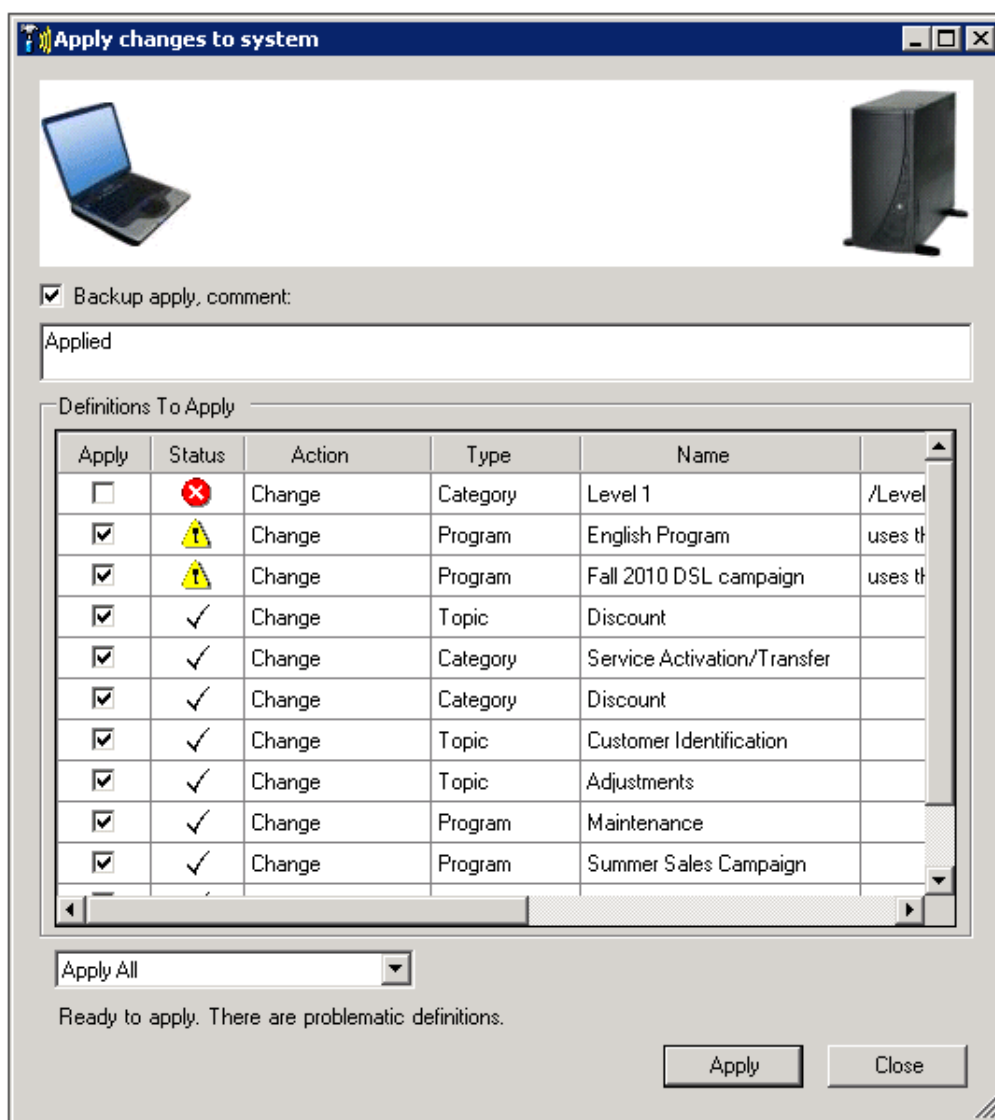 Apply changes to system
Backup apply, comment:
Applied
Definitions To Apply
Apply Status Action Type Name
Change Category Level 1 /Level
Change Program English Program uses th
Change Program Fall 2010 DSL campaign uses th
Change Topic Discount
Change Category Service Activation/Transfer
Change Category Discount
Change Topic Customer Identification
Change Topic Adjustments
Change Program Maintenance
Change Program Summer Sales Campaign
Apply All
Ready to apply. There are problematic definitions.
Apply Close